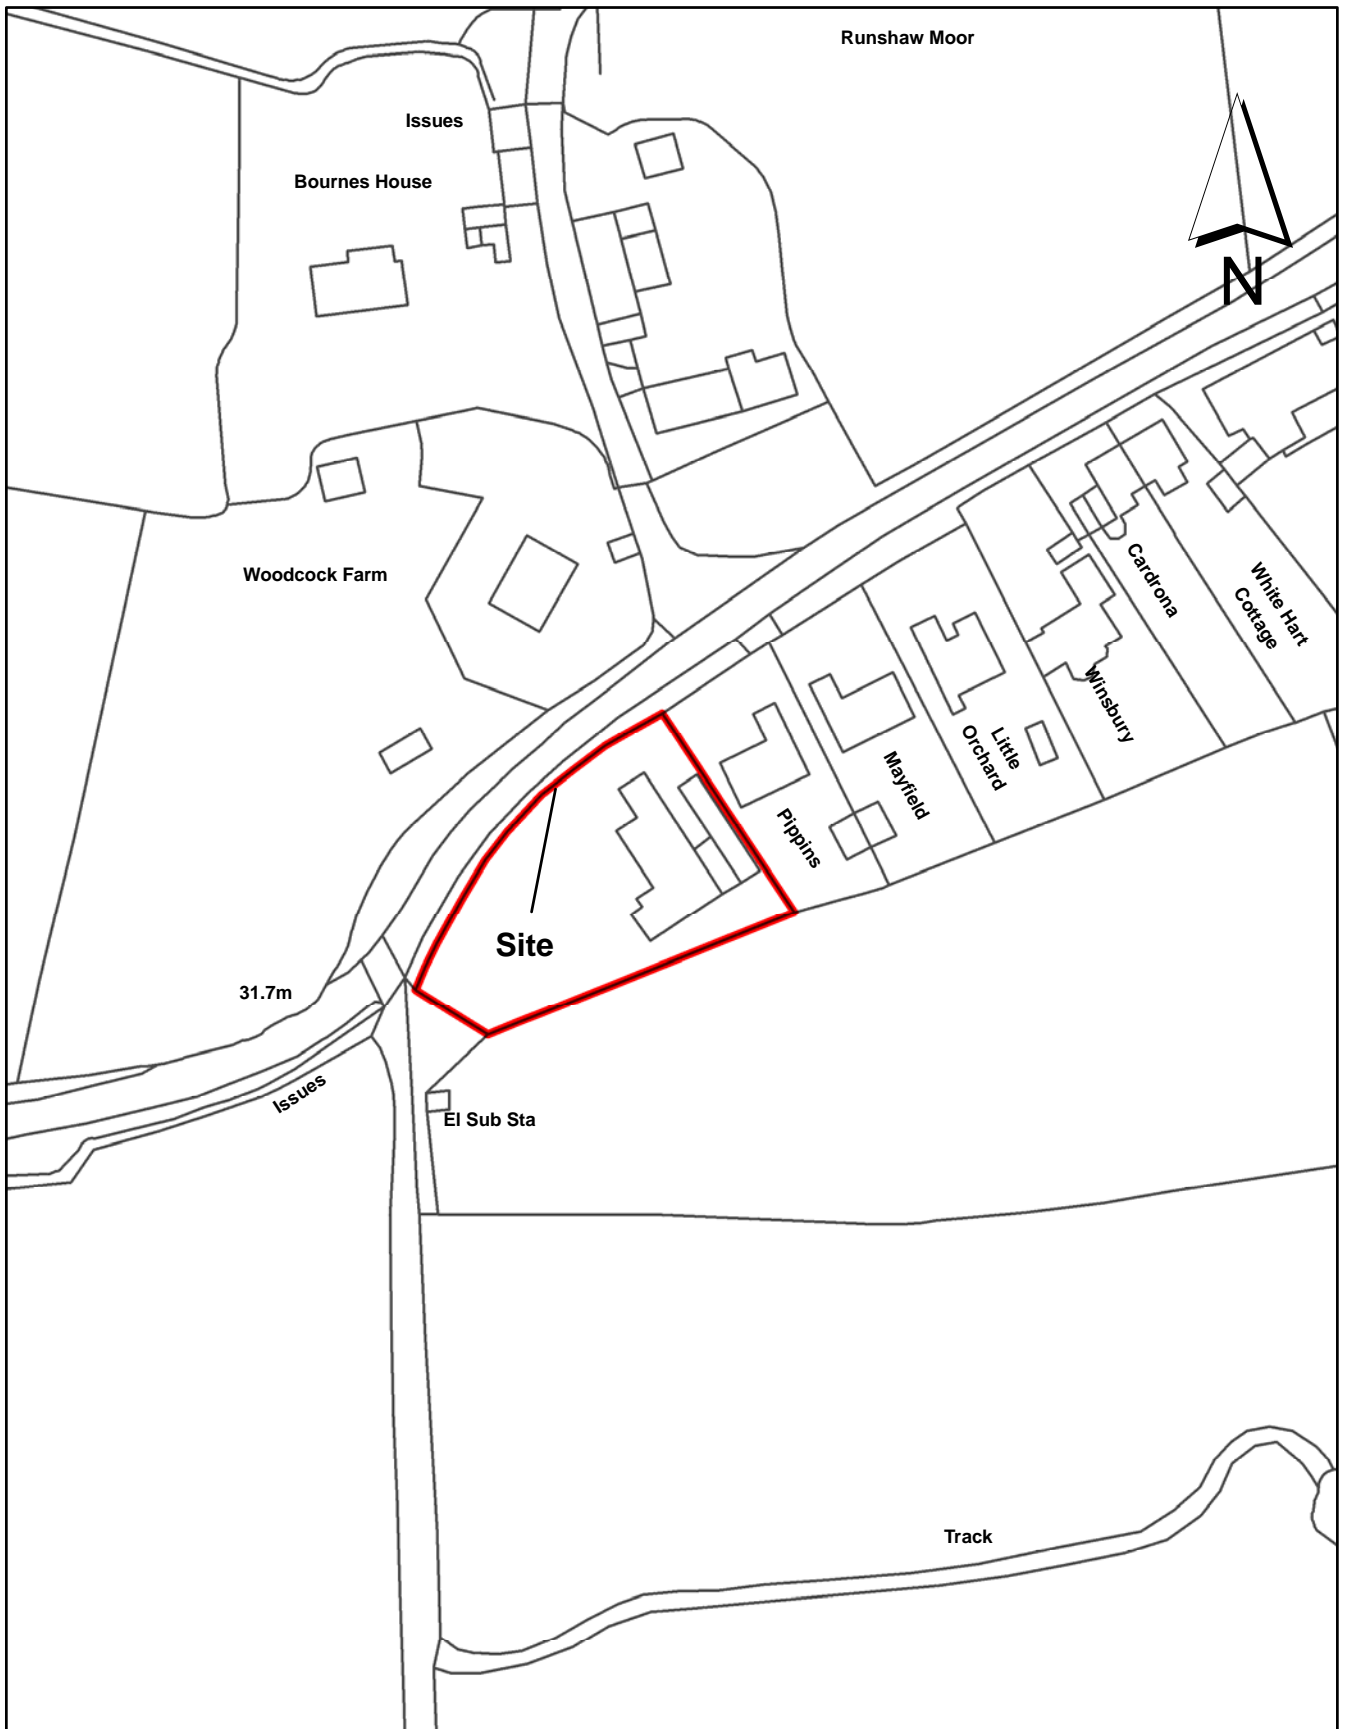 Runshaw Moor
Issues
Bournes House
N
Woodcock Farm
Cardrona
White Hart
Cottage
Winsbury
Little
Orchard
Mayfield
Pippins
Site
31.7m
Issues
El Sub Sta
Track